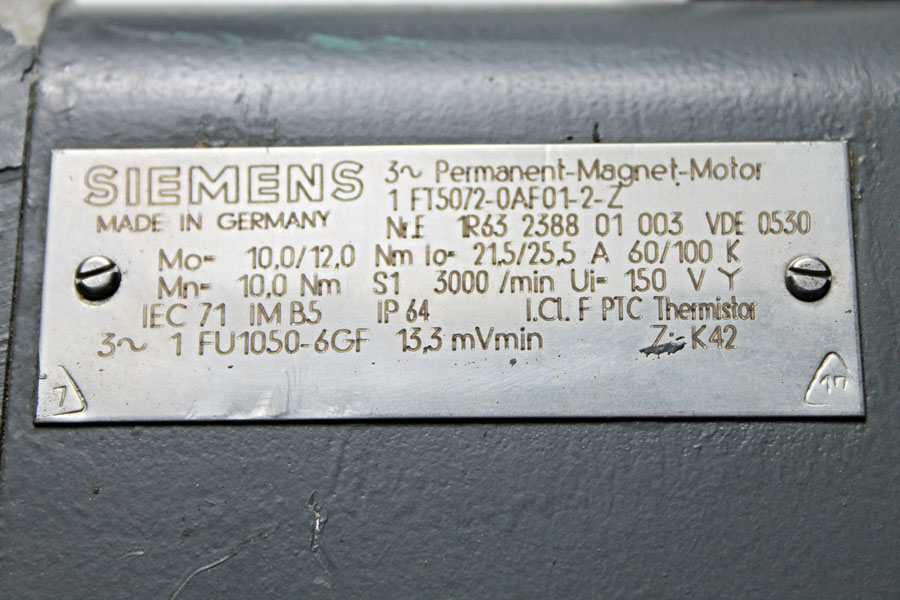 SIEMENS
MADE IN GERMANY
3~ Permanent-Magnet-Motor
1 FT5072-0AF01-2-Z
Nr.E 1R63 2388 01 003 VDE 0530
Mo= 10,0/12,0 Nm Io= 21,5/25,5 A 60/100 K
Mn= 10,0 Nm S1 3000 /min Ui= 150 V Y
IEC 71 IM B5 IP 64 I.Cl. F PTC Thermistor
3~ 1 FU1050-6GF 13,3 mVmin Z: K42
7
17